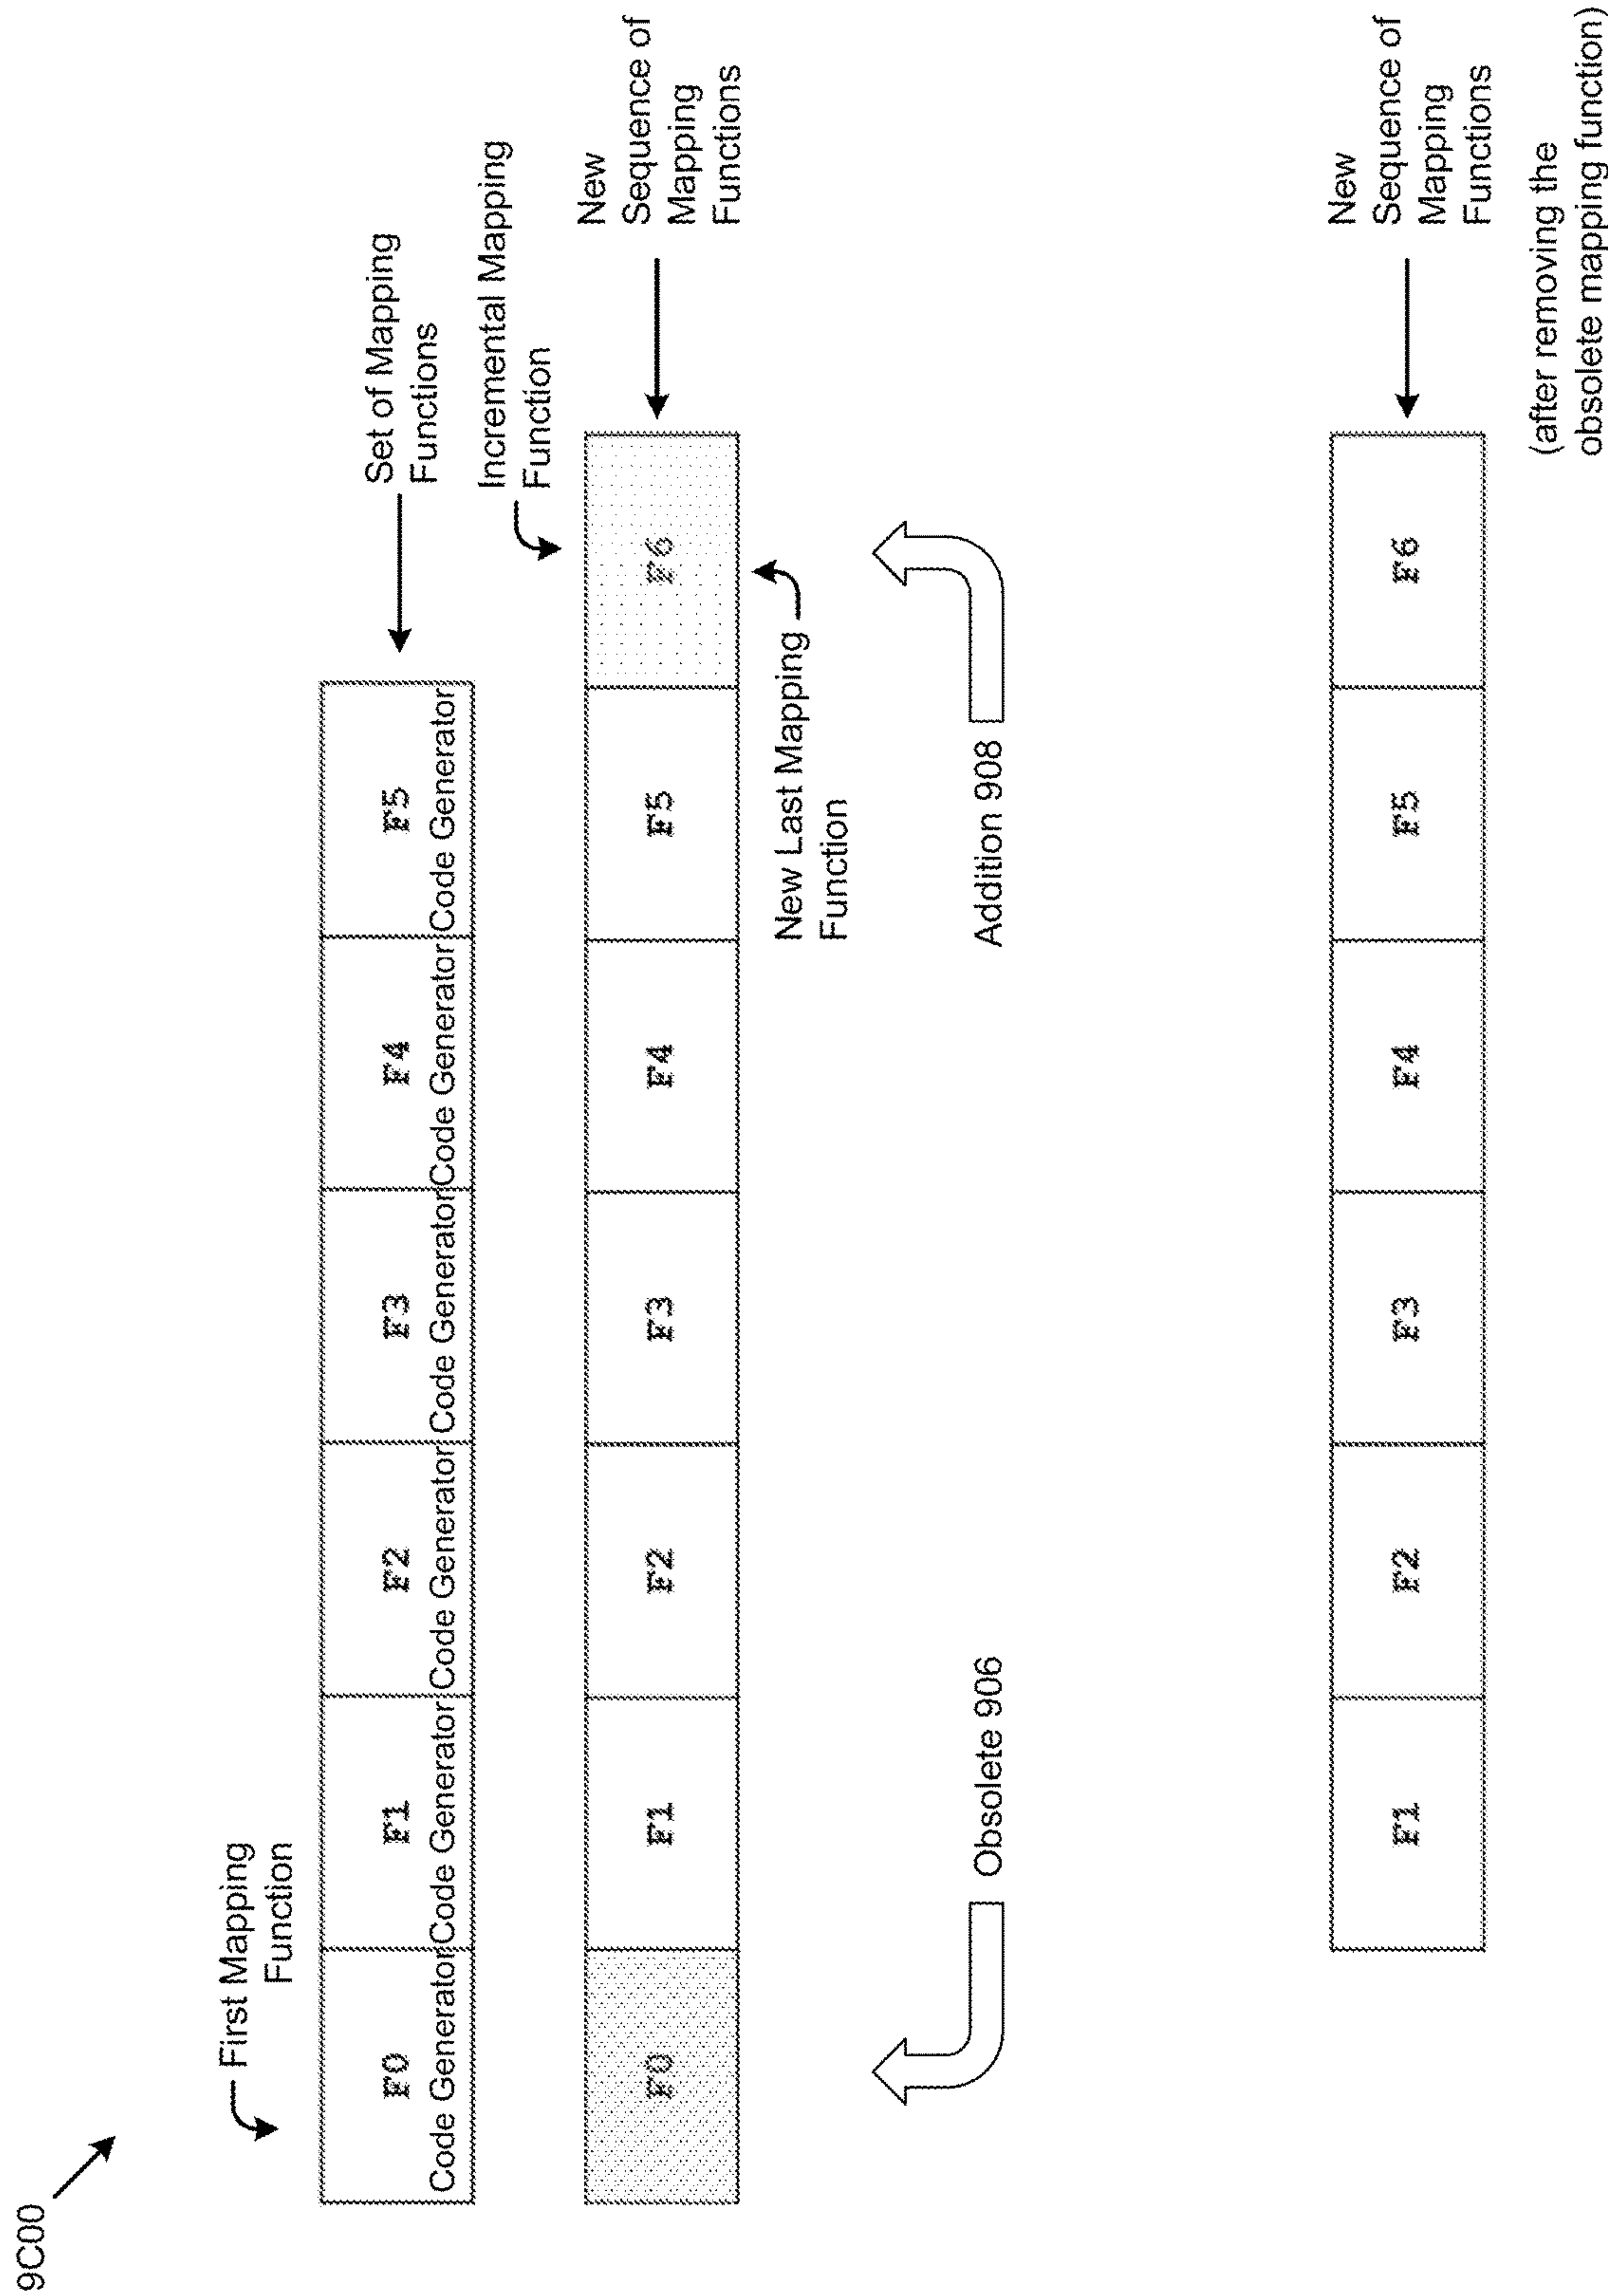 9C00
First Mapping
Function
F0
Code Generator
F1
Code Generator
F2
Code Generator
F3
Code Generator
F4
Code Generator
F5
Code Generator
Set of Mapping
Functions
Incremental Mapping
Function
F0
F1
F2
F3
F4
F5
F6
New
Sequence of
Mapping
Functions
New Last Mapping
Function
Obsolete 906
Addition 908
F1
F2
F3
F4
F5
F6
New
Sequence of
Mapping
Functions
(after removing the
obsolete mapping function)